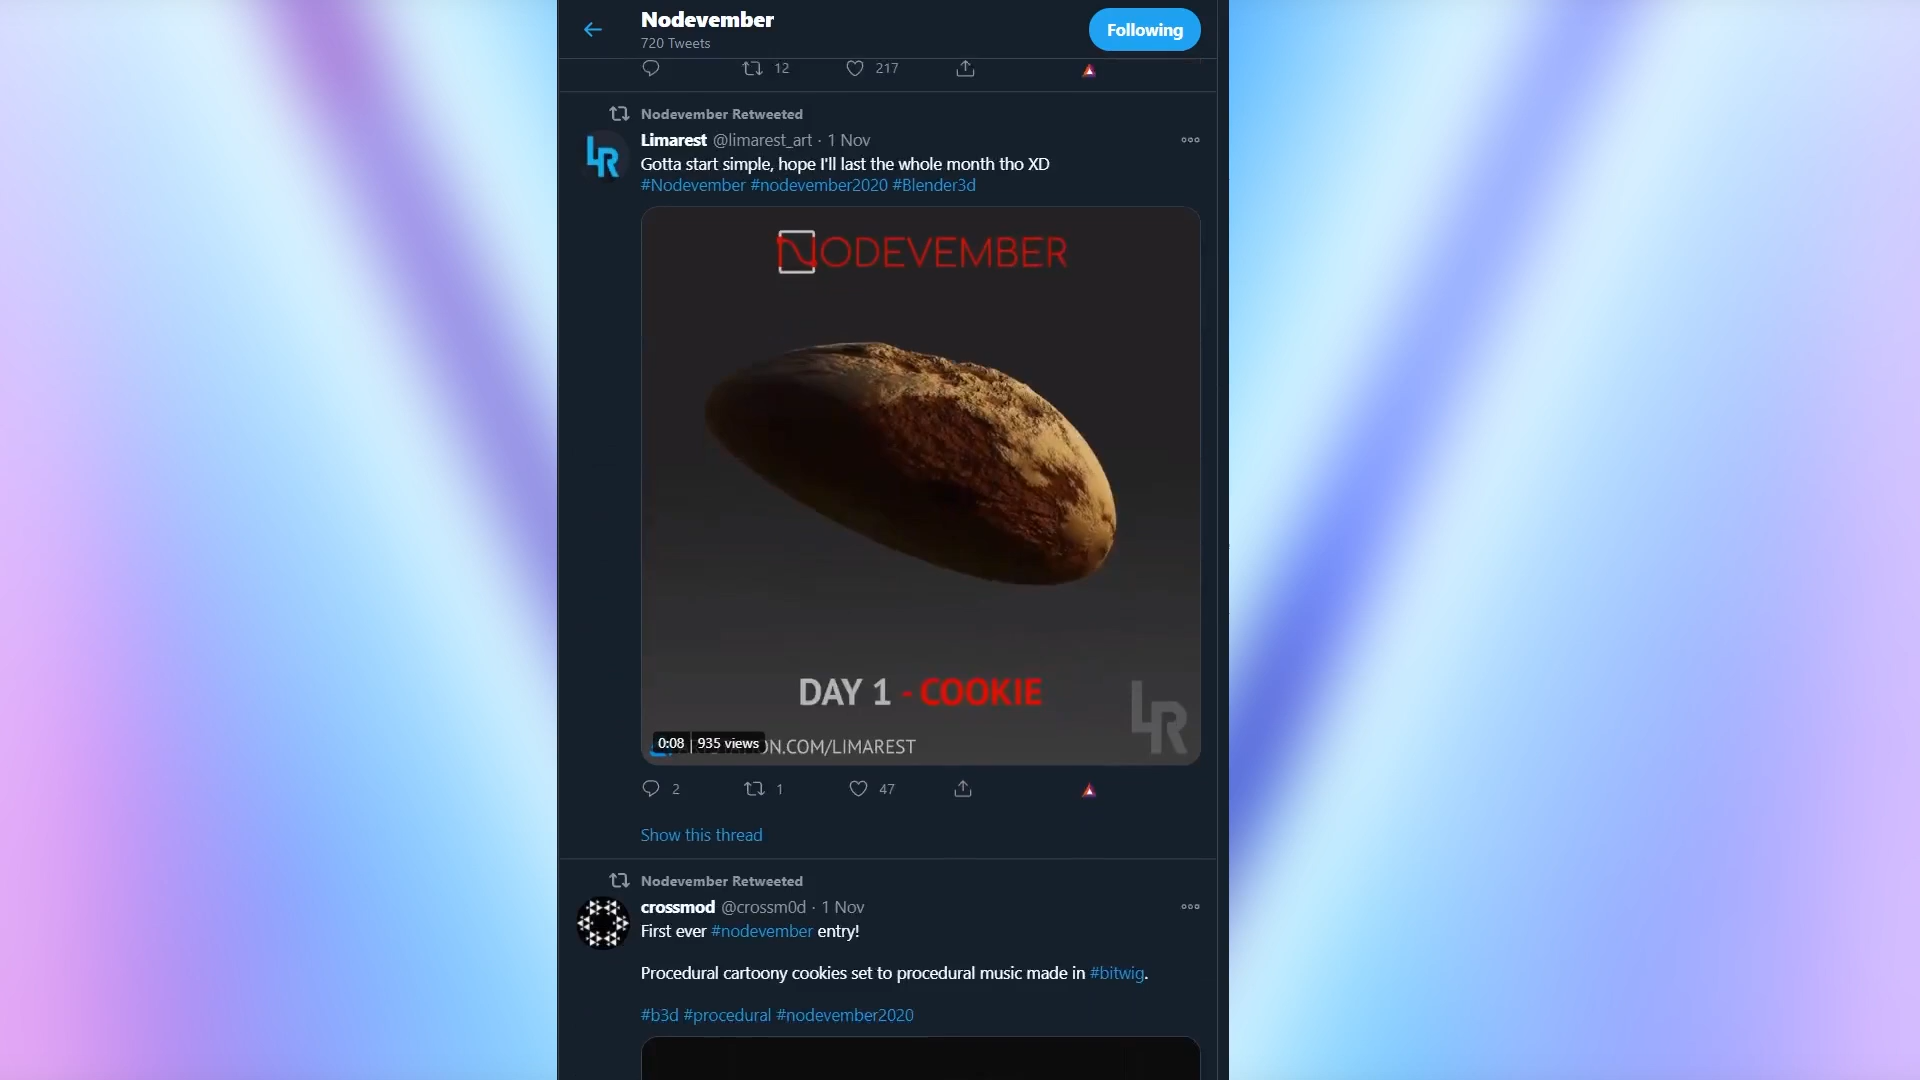 Nodevember
720 Tweets
Following
12
217
Nodevember Retweeted
Limarest @limarest_art · 1 Nov
Gotta start simple, hope I'll last the whole month tho XD
#Nodevember #nodevember2020 #Blender3d
NODEVEMBER
DAY 1 - COOKIE
LR
0:08 | 935 views
ON.COM/LIMAREST
2
1
47
Show this thread
Nodevember Retweeted
crossmod @crossm0d · 1 Nov
First ever #nodevember entry!
Procedural cartoony cookies set to procedural music made in #bitwig.
#b3d #procedural #nodevember2020